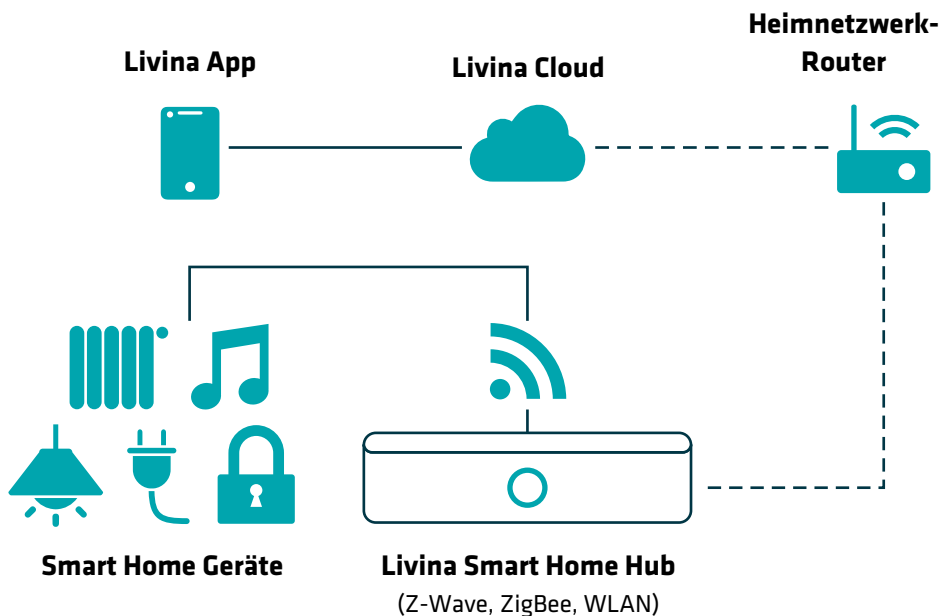 Livina App
Livina Cloud
Heimnetzwerk-
Router
Smart Home Geräte
Livina Smart Home Hub
(Z-Wave, ZigBee, WLAN)